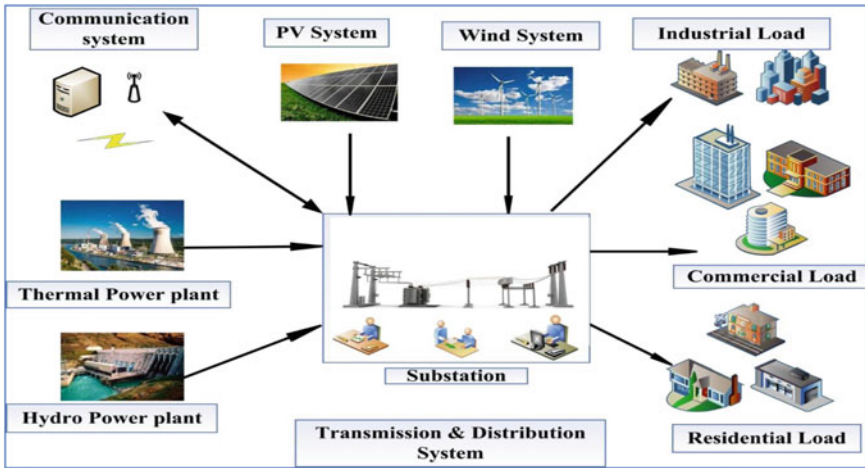 Communication
system
PV System
Wind System
Industrial Load
Thermal Power plant
Commercial Load
Substation
Hydro Power plant
Transmission & Distribution
System
Residential Load